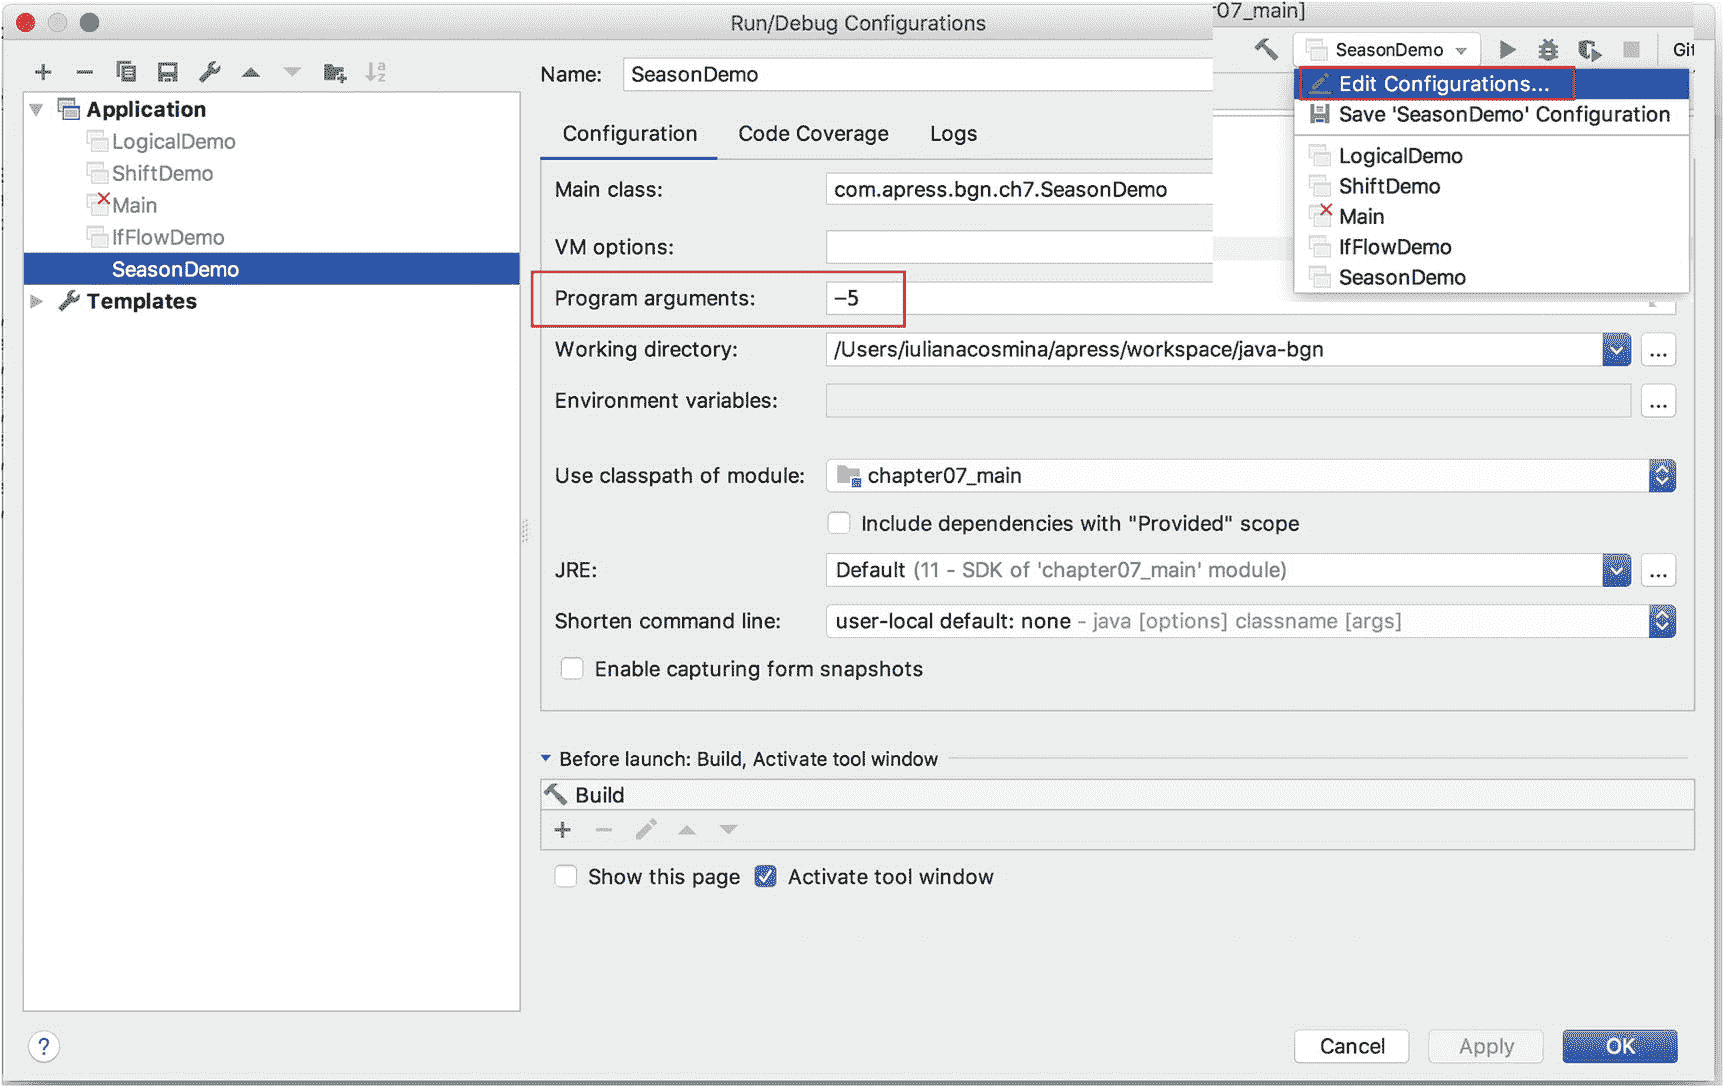 Run/Debug Configurations
r07_main]
SeasonDemo
Git
Edit Configurations...
Save 'SeasonDemo' Configuration
LogicalDemo
ShiftDemo
Main
IfFlowDemo
SeasonDemo
Application
LogicalDemo
ShiftDemo
Main
IfFlowDemo
SeasonDemo
Templates
Name: SeasonDemo
Configuration Code Coverage Logs
Main class: com.apress.bgn.ch7.SeasonDemo
VM options:
Program arguments: –5
Working directory: /Users/iulianacosmina/apress/workspace/java-bgn ...
Environment variables: ...
Use classpath of module: chapter07_main
Include dependencies with "Provided" scope
JRE: Default (11 - SDK of 'chapter07_main' module) ...
Shorten command line: user-local default: none - java [options] classname [args]
Enable capturing form snapshots
Before launch: Build, Activate tool window
Build
Show this page Activate tool window
? Cancel Apply OK